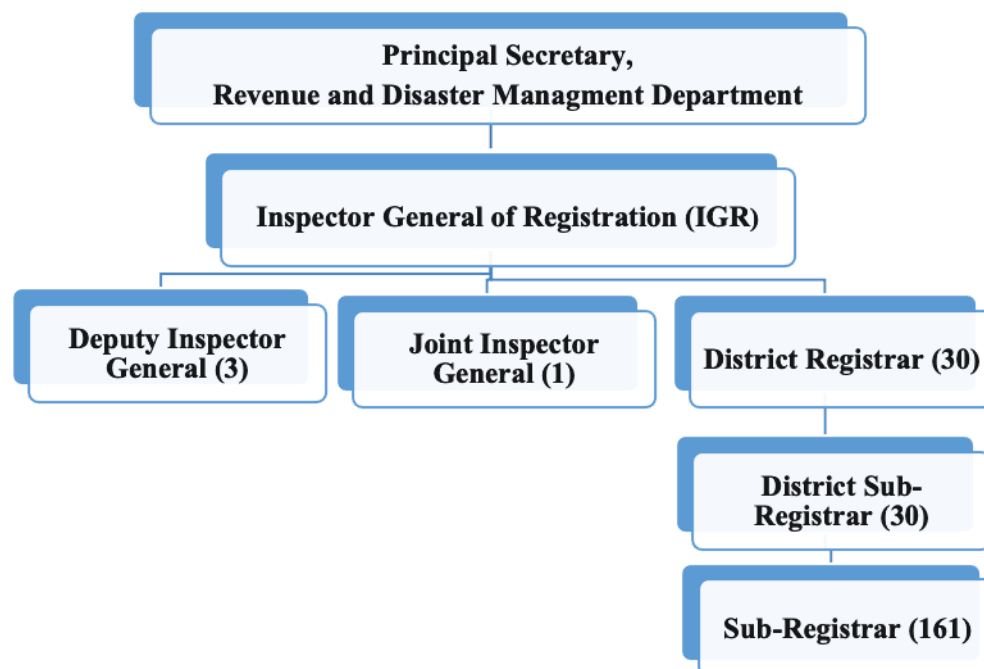 Principal Secretary,
Revenue and Disaster Managment Department
Inspector General of Registration (IGR)
Deputy Inspector
General (3)
Joint Inspector
General (1)
District Registrar (30)
District Sub-
Registrar (30)
Sub-Registrar (161)